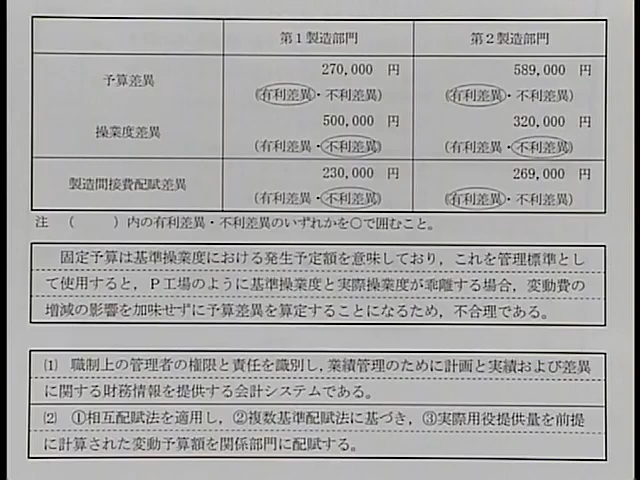 第1製造部門 第2製造部門
予算差異 270,000 円 589,000 円
(有利差異・不利差異) (有利差異・不利差異)
操業度差異 500,000 円 320,000 円
(有利差異・不利差異) (有利差異・不利差異)
製造間接費配賦差異 230,000 円 269,000 円
(有利差異・不利差異) (有利差異・不利差異)
注 ( )内の有利差異・不利差異のいずれかを○で囲むこと。
固定予算は基準操業度における発生予定額を意味しており，これを管理標準とし
て使用すると，P工場のように基準操業度と実際操業度が乖離する場合，変動費の
増減の影響を加味せずに予算差異を算定することになるため，不合理である。
(1) 職制上の管理者の権限と責任を識別し，業績管理のために計画と実績および差異
に関する財務情報を提供する会計システムである。
(2) ①相互配賦法を適用し，②複数基準配賦法に基づき，③実際用役提供量を前提
に計算された変動予算額を関係部門に配賦する。